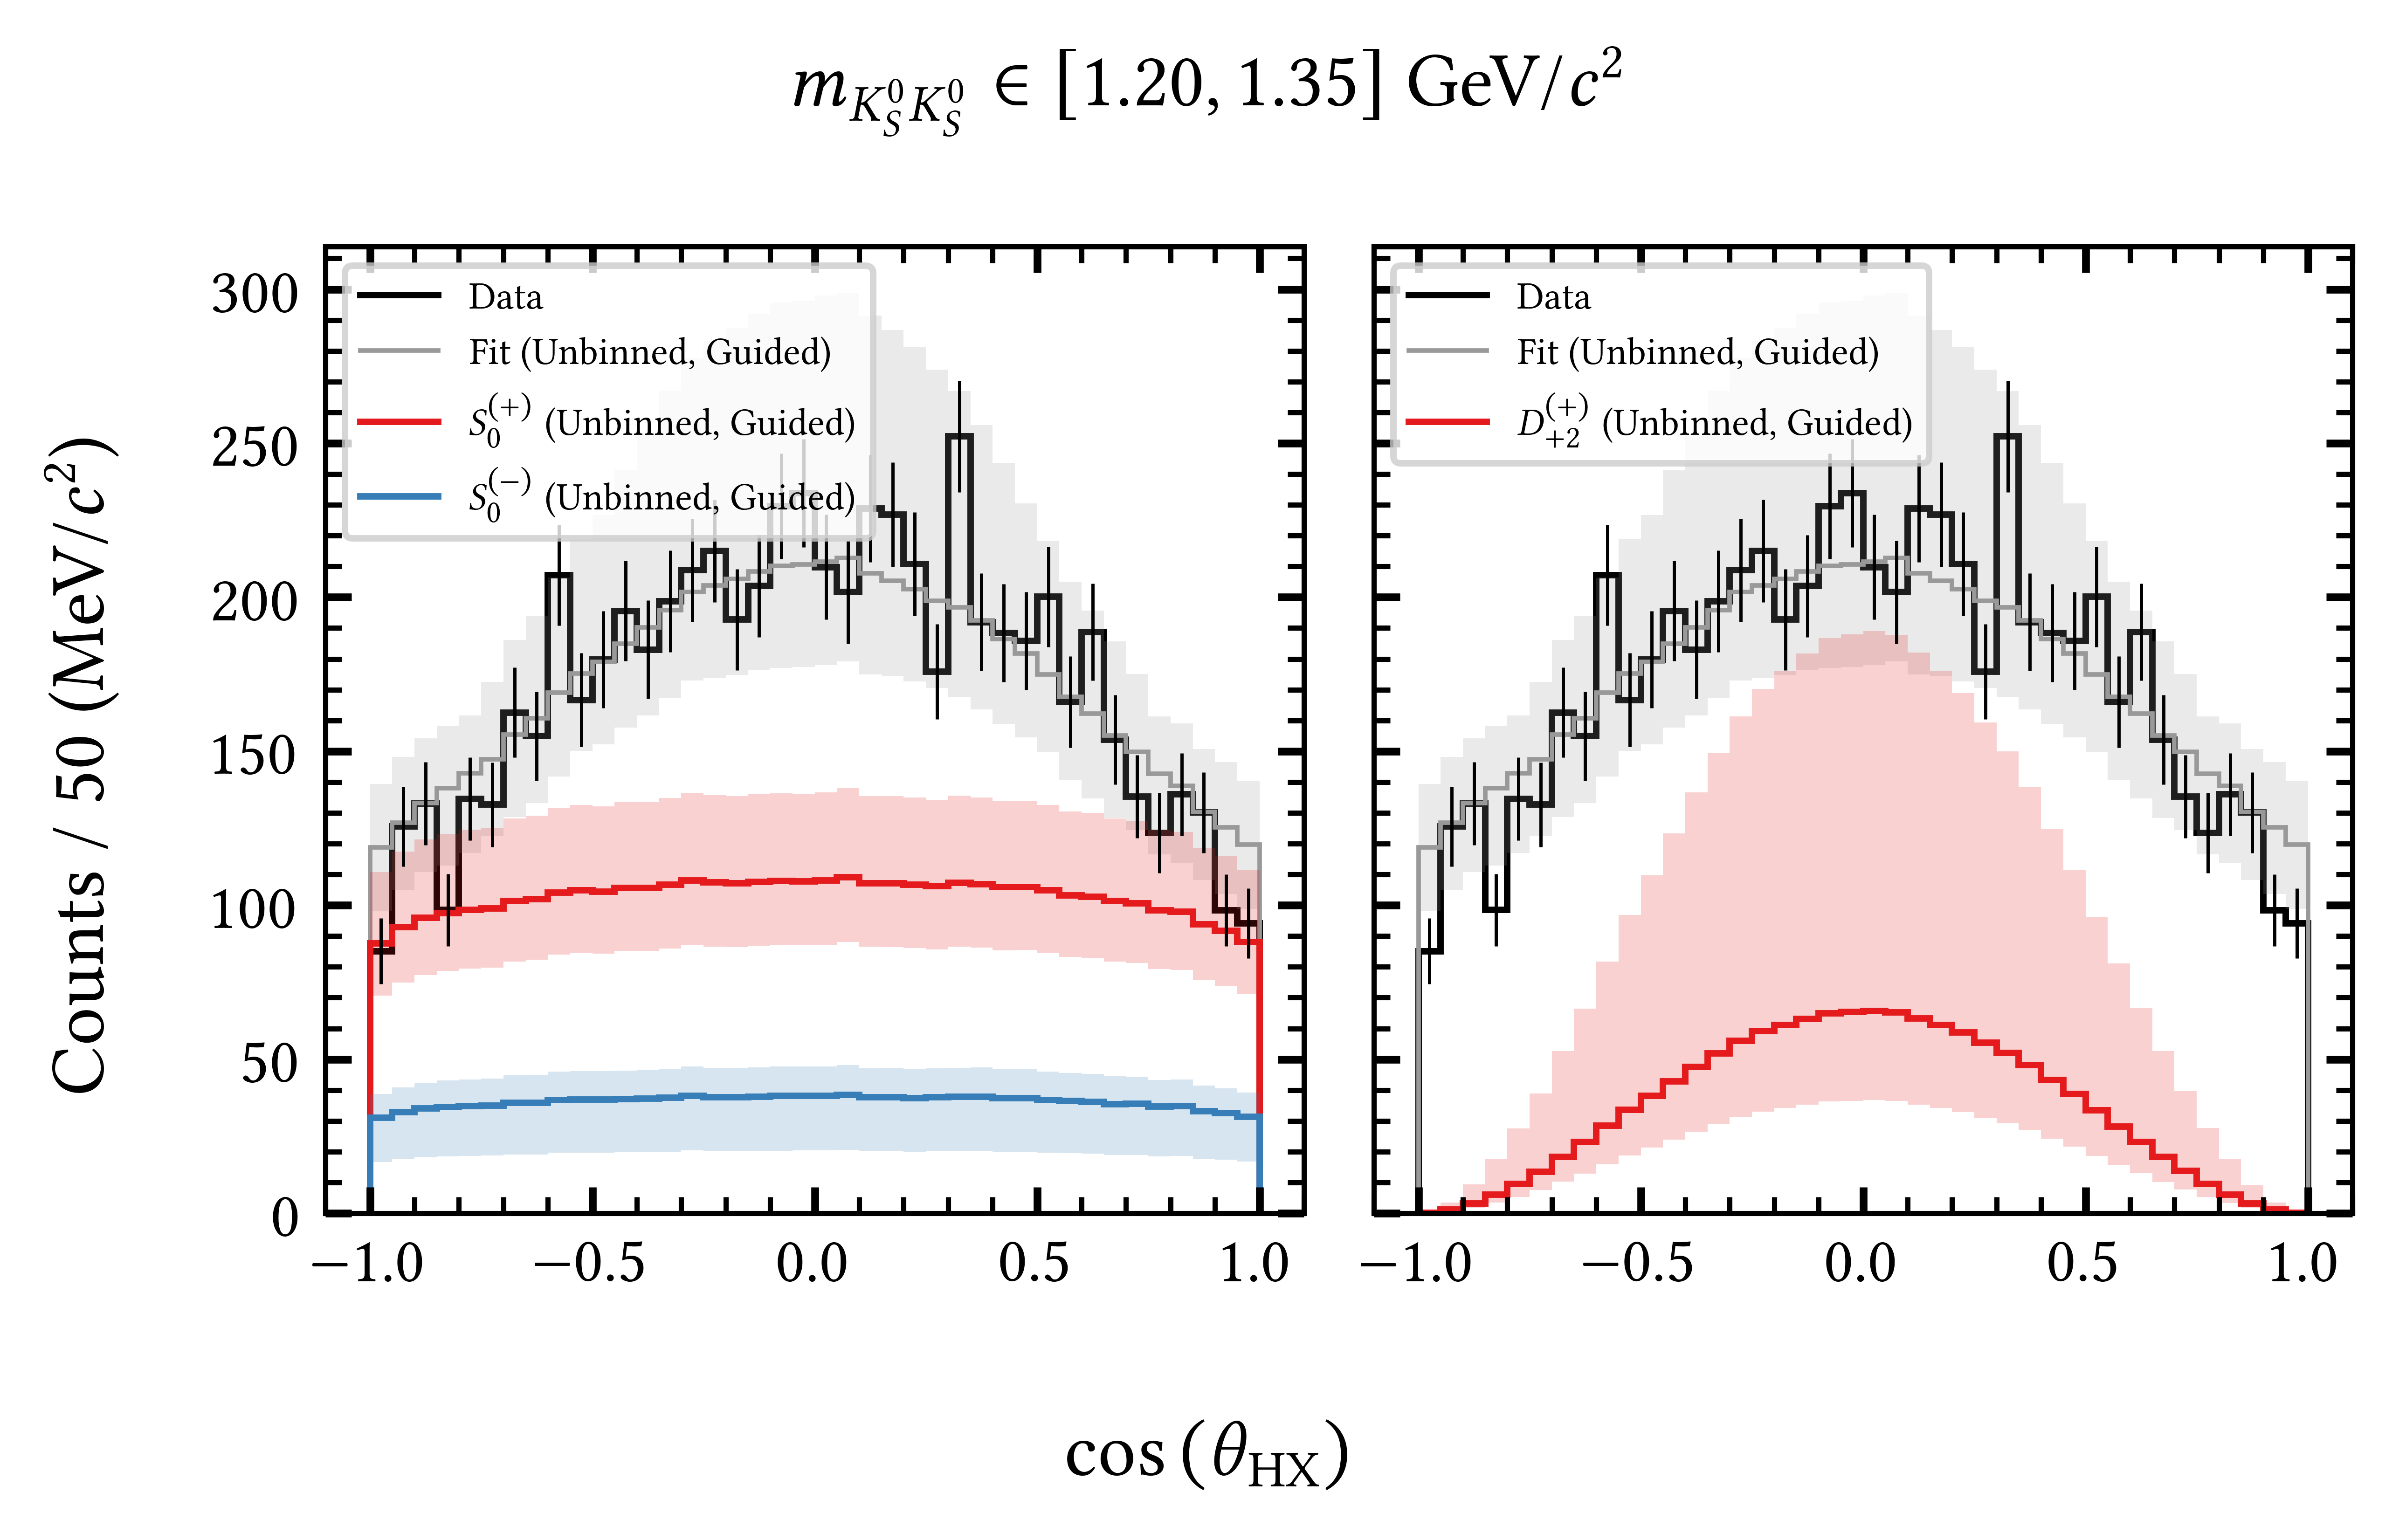 m_{K_S^0 K_S^0} ∈ [1.20, 1.35] GeV/c²
Counts / 50 (MeV/c²)
300
250
200
150
100
50
0
Data
Fit (Unbinned, Guided)
S_0^{(+)} (Unbinned, Guided)
S_0^{(−)} (Unbinned, Guided)
−1.0 −0.5 0.0 0.5 1.0
Data
Fit (Unbinned, Guided)
D_{+2}^{(+)} (Unbinned, Guided)
−1.0 −0.5 0.0 0.5 1.0
cos (θ_{HX})